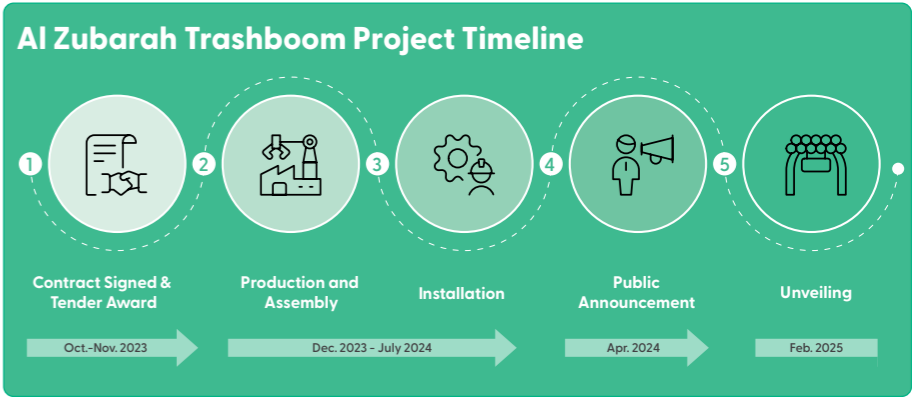 Al Zubarah Trashboom Project Timeline
1
2
3
4
5
Contract Signed &
Tender Award
Production and
Assembly
Installation
Public
Announcement
Unveiling
Oct.-Nov. 2023
Dec. 2023 - July 2024
Apr. 2024
Feb. 2025